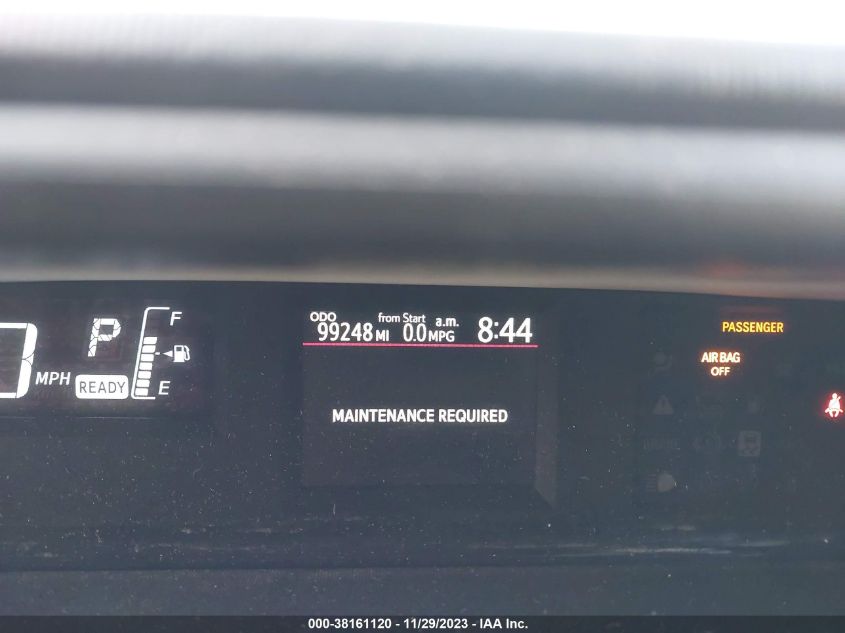 ODO from Start a.m.
99248 MI 0.0 MPG 8:44
PASSENGER
P F
AIR BAG
OFF
MPH READY E
MAINTENANCE REQUIRED
000-38161120 - 11/29/2023 - IAA Inc.